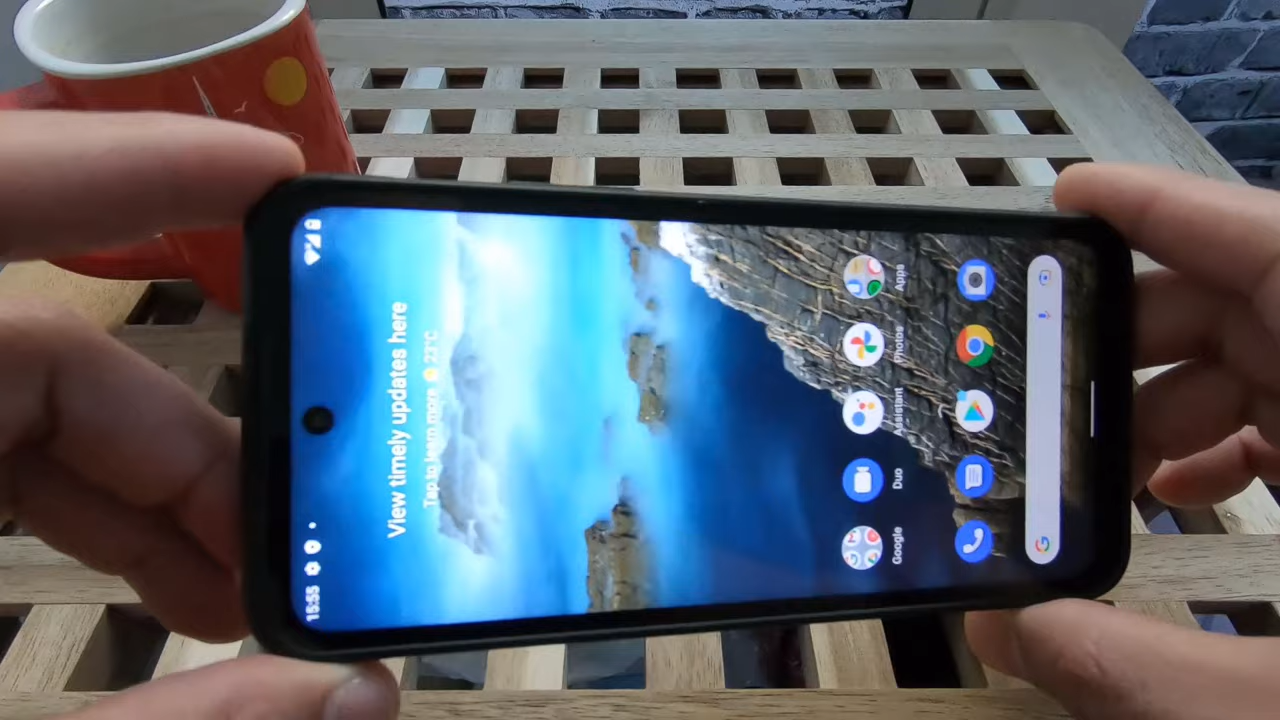 15:55
View timely updates here
Tap to learn more 23°C
Google
Duo
Assistant
Photos
Apps